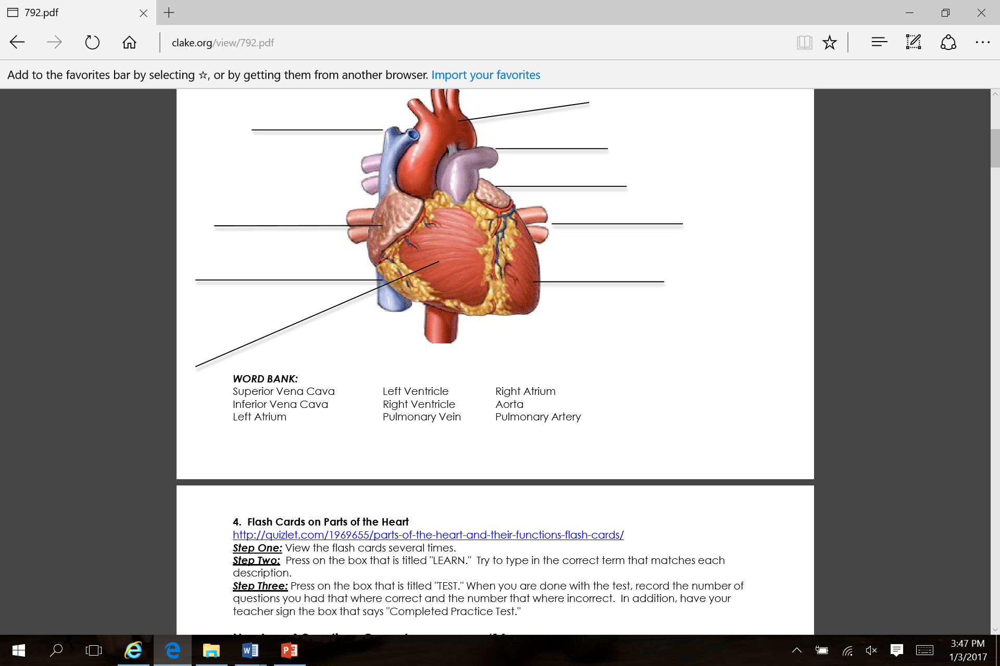 792.pdf
clake.org/view/792.pdf
Add to the favorites bar by selecting ☆, or by getting them from another browser. Import your favorites
WORD BANK:
Superior Vena Cava Left Ventricle Right Atrium
Inferior Vena Cava Right Ventricle Aorta
Left Atrium Pulmonary Vein Pulmonary Artery
4. Flash Cards on Parts of the Heart
http://quizlet.com/1969655/parts-of-the-heart-and-their-functions-flash-cards/
Step One: View the flash cards several times.
Step Two: Press on the box that is titled "LEARN." Try to type in the correct term that matches each
description.
Step Three: Press on the box that is titled "TEST." When you are done with the test, record the number of
questions you had that where correct and the number that where incorrect. In addition, have your
teacher sign the box that says "Completed Practice Test."
3:47 PM
1/3/2017